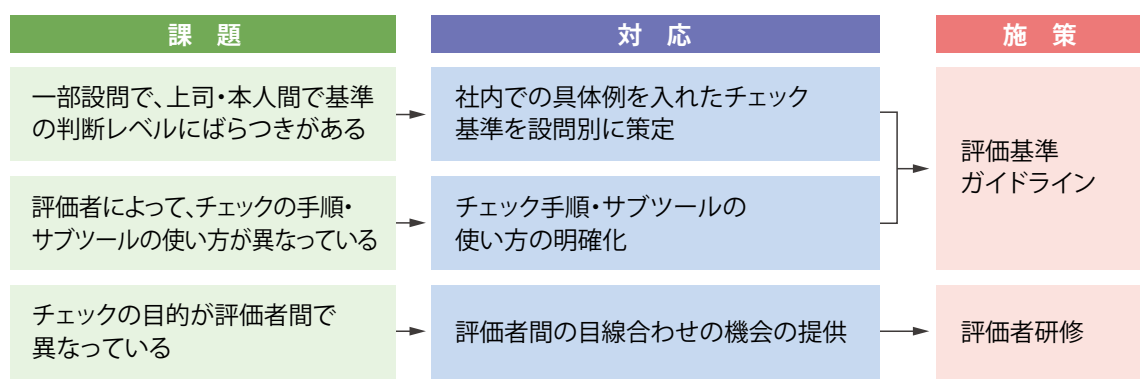 課題
対応
施策
一部設問で、上司・本人間で基準
の判断レベルにばらつきがある
社内での具体例を入れたチェック
基準を設問別に策定
評価基準
ガイドライン
評価者によって、チェックの手順・
サブツールの使い方が異なっている
チェック手順・サブツールの
使い方の明確化
チェックの目的が評価者間で
異なっている
評価者間の目線合わせの機会の提供
評価者研修